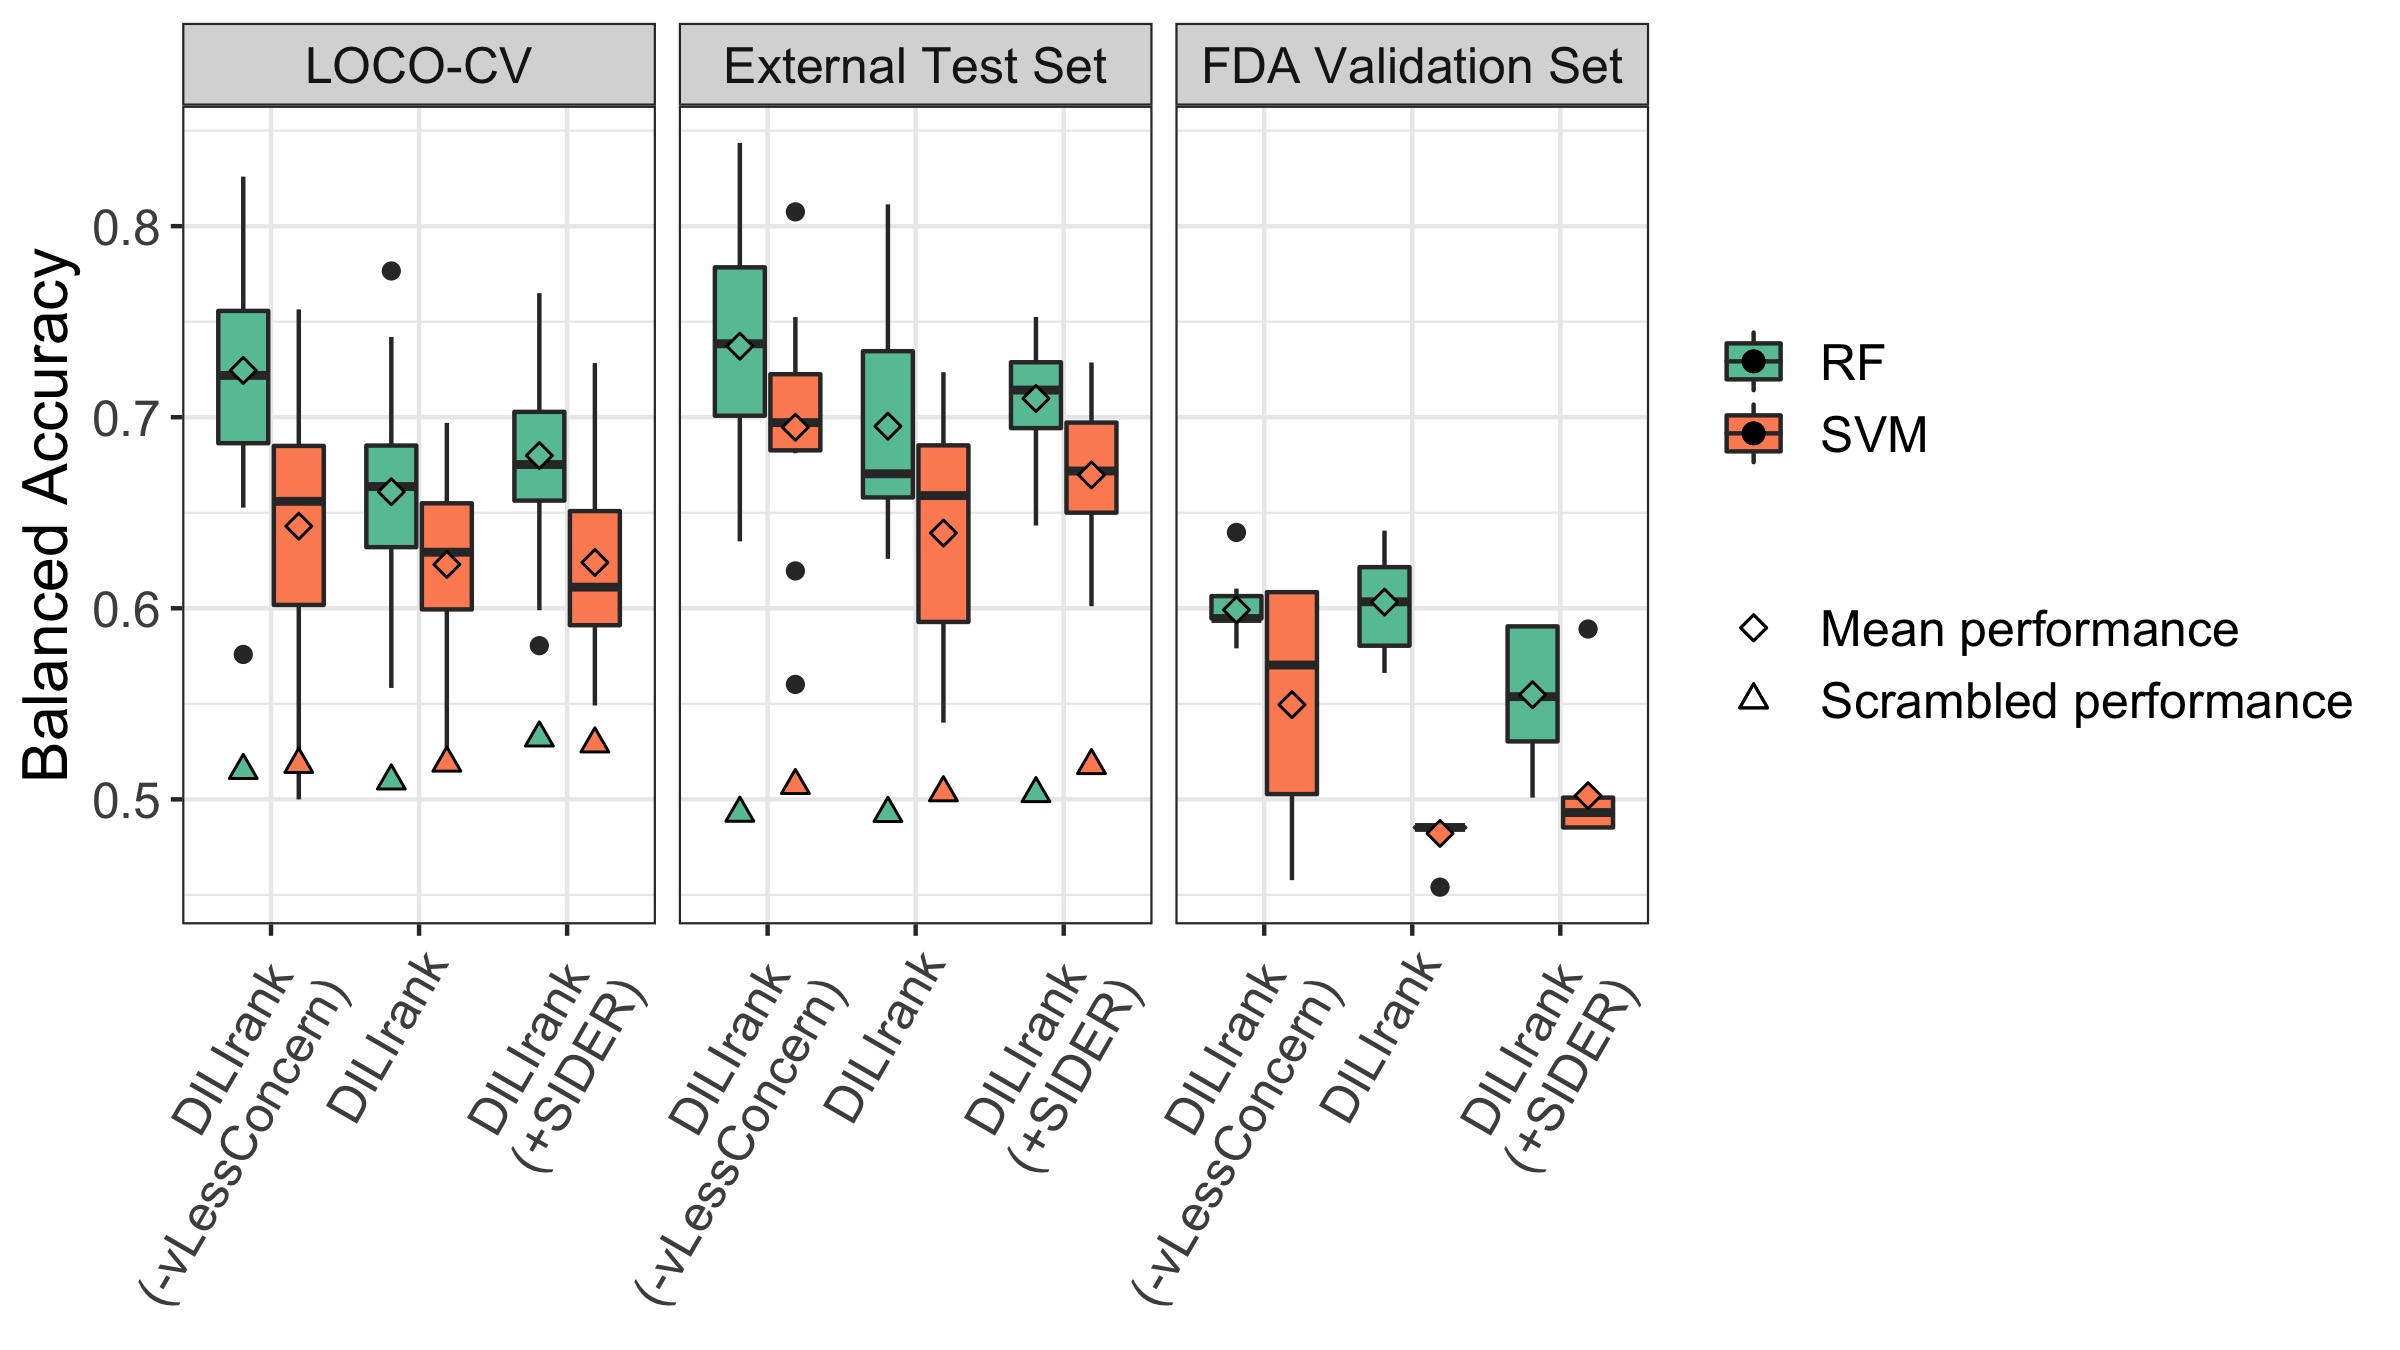 LOCO-CV
External Test Set
FDA Validation Set
Balanced Accuracy
0.8
0.7
0.6
0.5
DILIrank
(-vLessConcern)
DILIrank
DILIrank
(+SIDER)
DILIrank
(-vLessConcern)
DILIrank
DILIrank
(+SIDER)
DILIrank
(-vLessConcern)
DILIrank
DILIrank
(+SIDER)
RF
SVM
Mean performance
Scrambled performance